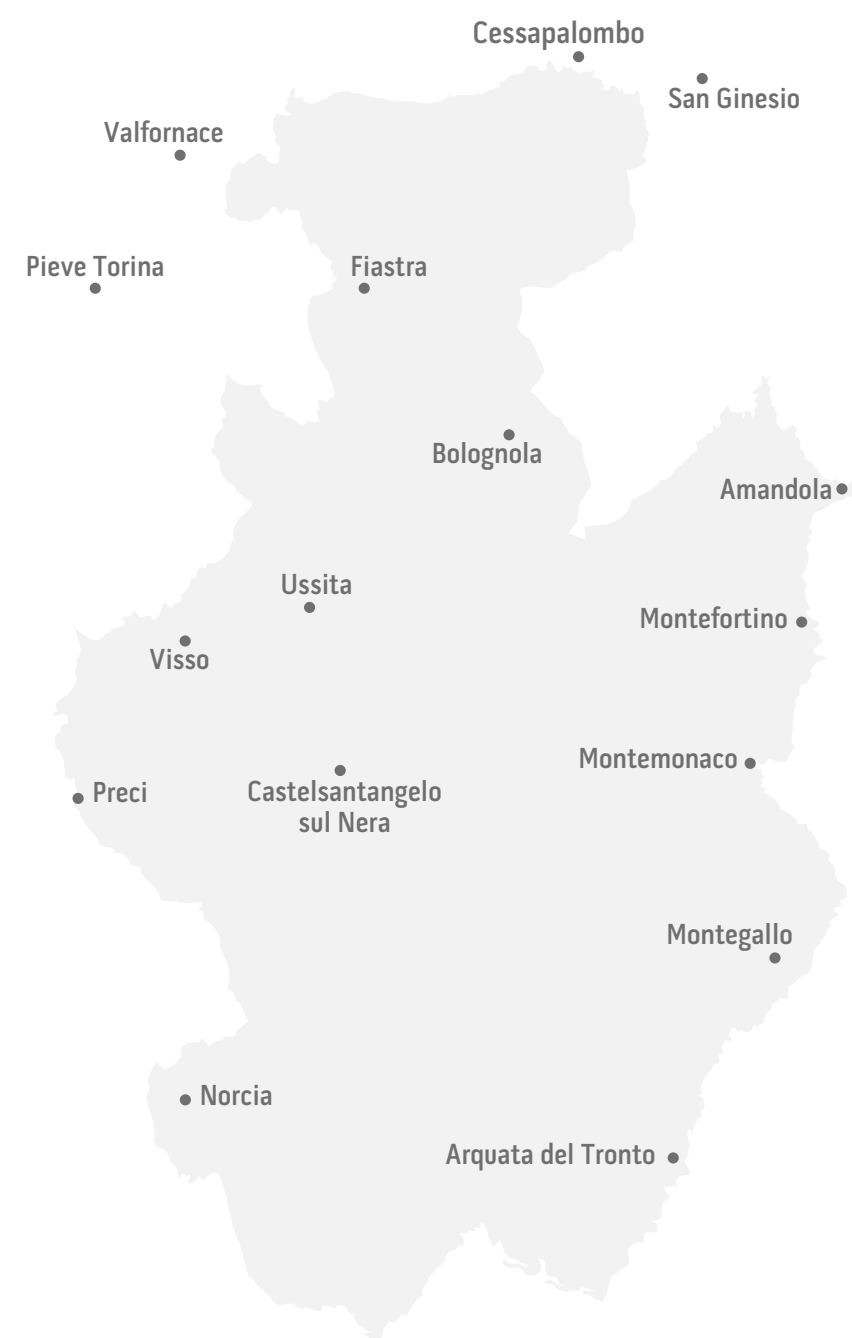 Cessapalombo
San Ginesio
Valfornace
Pieve Torina
Fiastra
Bolognola
Amandola
Ussita
Montefortino
Visso
Montemonaco
Preci
Castelsantangelo
sul Nera
Montegallo
Norcia
Arquata del Tronto